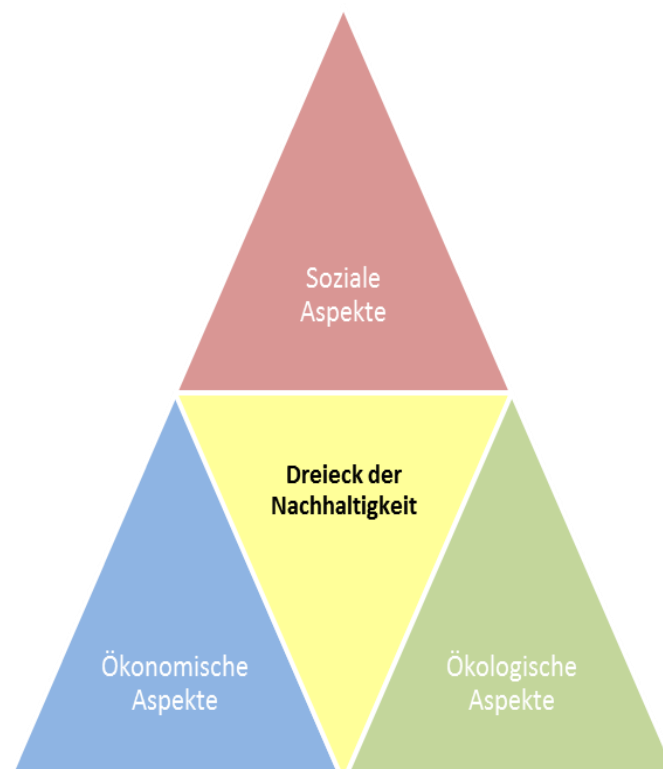 Soziale
Aspekte
Dreieck der
Nachhaltigkeit
Ökonomische
Aspekte
Ökologische
Aspekte